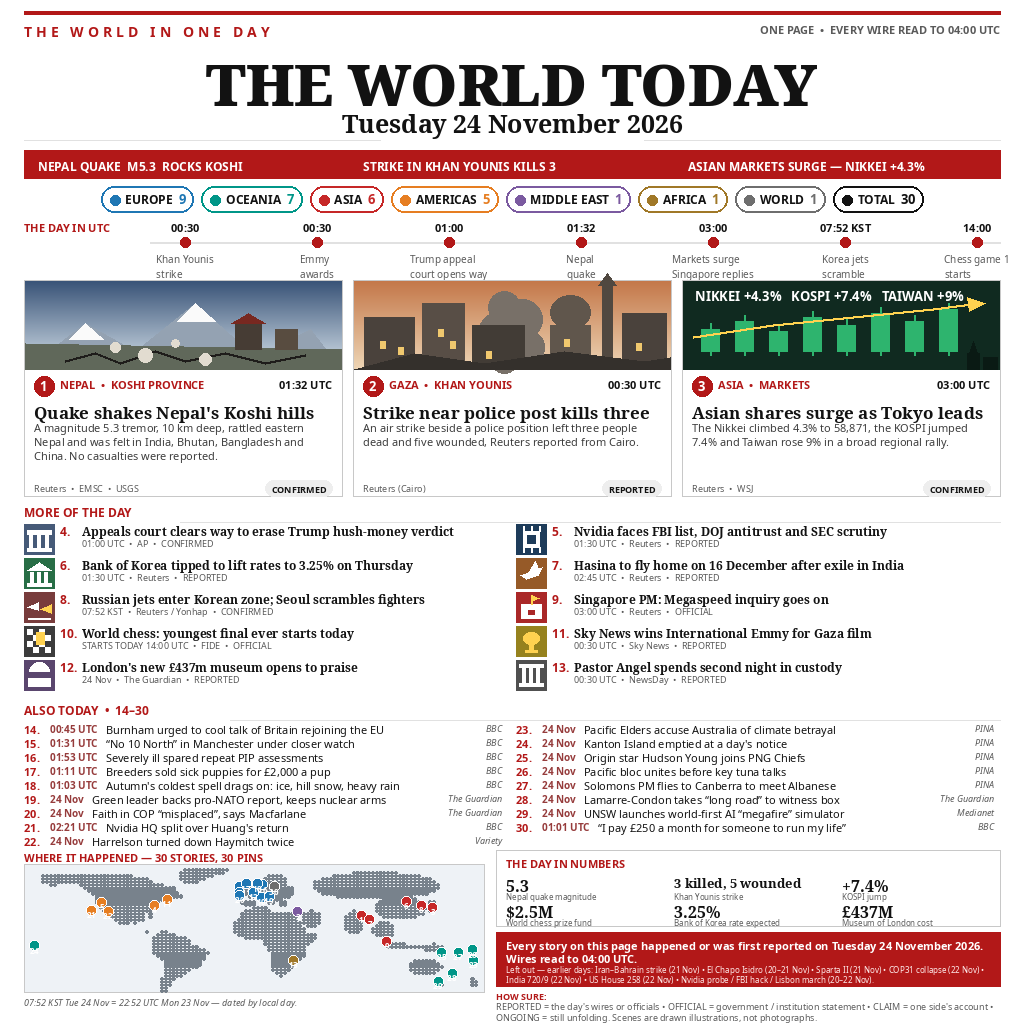 THE WORLD IN ONE DAY
ONE PAGE • EVERY WIRE READ TO 04:00 UTC
THE WORLD TODAY
Tuesday 24 November 2026
NEPAL QUAKE M5.3 ROCKS KOSHI
STRIKE IN KHAN YOUNIS KILLS 3
ASIAN MARKETS SURGE — NIKKEI +4.3%
EUROPE 9
OCEANIA 7
ASIA 6
AMERICAS 5
MIDDLE EAST 1
AFRICA 1
WORLD 1
TOTAL 30
THE DAY IN UTC
00:30
Khan Younis
strike
00:30
Emmy
awards
01:00
Trump appeal
court opens way
01:32
Nepal
quake
03:00
Markets surge
Singapore replies
07:52 KST
Korea jets
scramble
14:00
Chess game 1
starts
NIKKEI +4.3% KOSPI +7.4% TAIWAN +9%
1 NEPAL • KOSHI PROVINCE 01:32 UTC
Quake shakes Nepal's Koshi hills
A magnitude 5.3 tremor, 10 km deep, rattled eastern
Nepal and was felt in India, Bhutan, Bangladesh and
China. No casualties were reported.
Reuters • EMSC • USGS
CONFIRMED
2 GAZA • KHAN YOUNIS 00:30 UTC
Strike near police post kills three
An air strike beside a police position left three people
dead and five wounded, Reuters reported from Cairo.
Reuters (Cairo)
REPORTED
3 ASIA • MARKETS 03:00 UTC
Asian shares surge as Tokyo leads
The Nikkei climbed 4.3% to 58,871, the KOSPI jumped
7.4% and Taiwan rose 9% in a broad regional rally.
Reuters • WSJ
CONFIRMED
MORE OF THE DAY
4. Appeals court clears way to erase Trump hush-money verdict
01:00 UTC • AP • CONFIRMED
5. Nvidia faces FBI list, DOJ antitrust and SEC scrutiny
01:30 UTC • Reuters • REPORTED
6. Bank of Korea tipped to lift rates to 3.25% on Thursday
01:30 UTC • Reuters • REPORTED
7. Hasina to fly home on 16 December after exile in India
02:45 UTC • Reuters • REPORTED
8. Russian jets enter Korean zone; Seoul scrambles fighters
07:52 KST • Reuters / Yonhap • CONFIRMED
9. Singapore PM: Megaspeed inquiry goes on
03:00 UTC • Reuters • OFFICIAL
10. World chess: youngest final ever starts today
STARTS TODAY 14:00 UTC • FIDE • OFFICIAL
11. Sky News wins International Emmy for Gaza film
00:30 UTC • Sky News • REPORTED
12. London's new £437m museum opens to praise
24 Nov • The Guardian • REPORTED
13. Pastor Angel spends second night in custody
00:30 UTC • NewsDay • REPORTED
ALSO TODAY • 14–30
14. 00:45 UTC Burnham urged to cool talk of Britain rejoining the EU BBC
15. 01:31 UTC “No 10 North” in Manchester under closer watch BBC
16. 01:53 UTC Severely ill spared repeat PIP assessments BBC
17. 01:11 UTC Breeders sold sick puppies for £2,000 a pup BBC
18. 01:03 UTC Autumn's coldest spell drags on: ice, hill snow, heavy rain BBC
19. 24 Nov Green leader backs pro-NATO report, keeps nuclear arms The Guardian
20. 24 Nov Faith in COP “misplaced”, says Macfarlane The Guardian
21. 02:21 UTC Nvidia HQ split over Huang's return BBC
22. 24 Nov Harrelson turned down Haymitch twice Variety
23. 24 Nov Pacific Elders accuse Australia of climate betrayal PINA
24. 24 Nov Kanton Island emptied at a day's notice PINA
25. 24 Nov Origin star Hudson Young joins PNG Chiefs PINA
26. 24 Nov Pacific bloc unites before key tuna talks PINA
27. 24 Nov Solomons PM flies to Canberra to meet Albanese PINA
28. 24 Nov Lamarre-Condon takes “long road” to witness box The Guardian
29. 24 Nov UNSW launches world-first AI “megafire” simulator Medianet
30. 01:01 UTC “I pay £250 a month for someone to run my life” BBC
WHERE IT HAPPENED — 30 STORIES, 30 PINS
07:52 KST Tue 24 Nov = 22:52 UTC Mon 23 Nov — dated by local day.
THE DAY IN NUMBERS
5.3
Nepal quake magnitude
3 killed, 5 wounded
Khan Younis strike
+7.4%
KOSPI jump
$2.5M
World chess prize fund
3.25%
Bank of Korea rate expected
£437M
Museum of London cost
Every story on this page happened or was first reported on Tuesday 24 November 2026.
Wires read to 04:00 UTC.
Left out — earlier days: Iran–Bahrain strike (21 Nov) • El Chapo Isidro (20–21 Nov) • Sparta II (21 Nov) • COP31 collapse (22 Nov) •
India 720/9 (22 Nov) • US House 258 (22 Nov) • Nvidia probe / FBI hack / Lisbon march (20–22 Nov).
HOW SURE:
REPORTED = the day's wires or officials • OFFICIAL = government / institution statement • CLAIM = one side's account •
ONGOING = still unfolding. Scenes are drawn illustrations, not photographs.